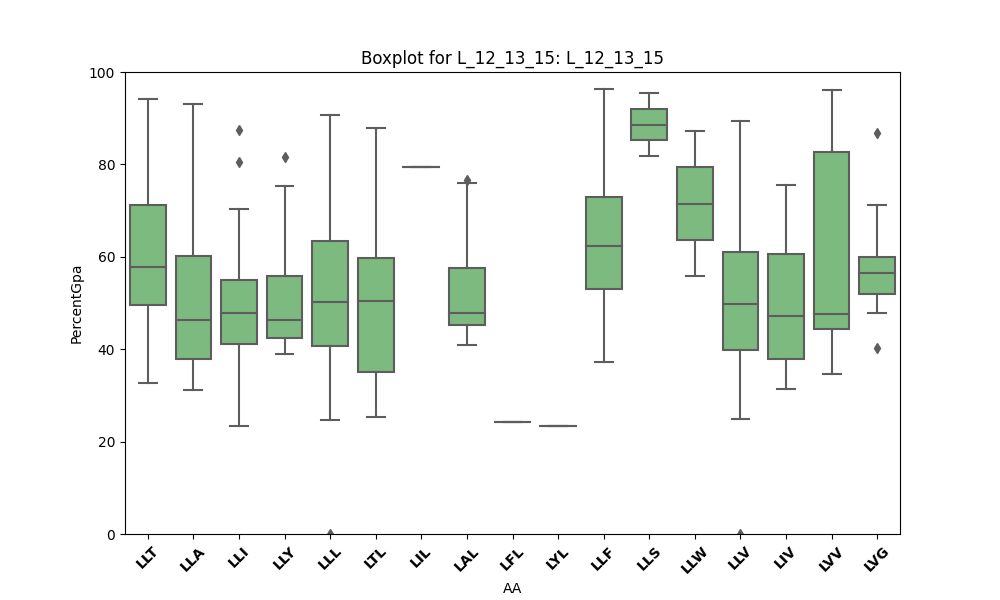 Boxplot for L_12_13_15: L_12_13_15
100
80
60
40
20
0
PercentGpa
LLT LLA LLI LLY LLL LTL LIL LAL LFL LYL LLF LLS LLW LLV LIV LVV LVG
AA